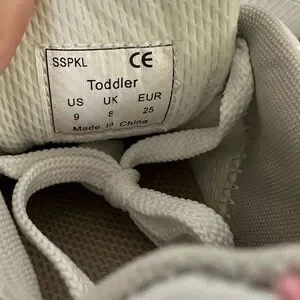 SSPKL CE
Toddler
US UK EUR
9 8 25
Made in China